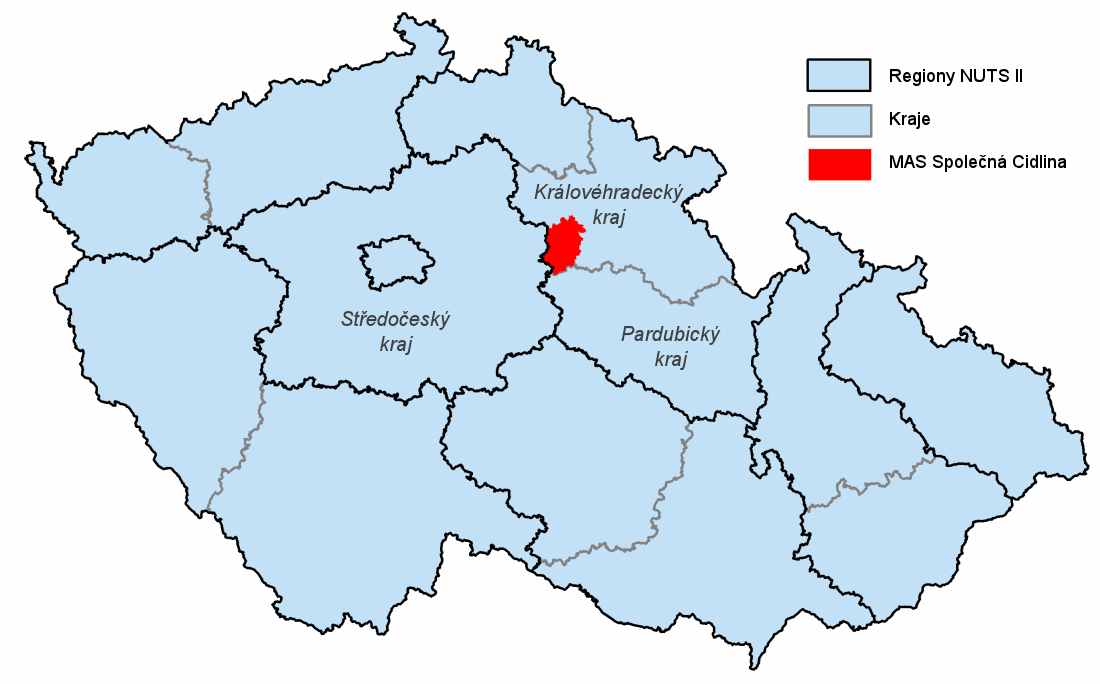 Regiony NUTS II
Kraje
MAS Společná Cidlina
Královéhradecký
kraj
Středočeský
kraj
Pardubický
kraj